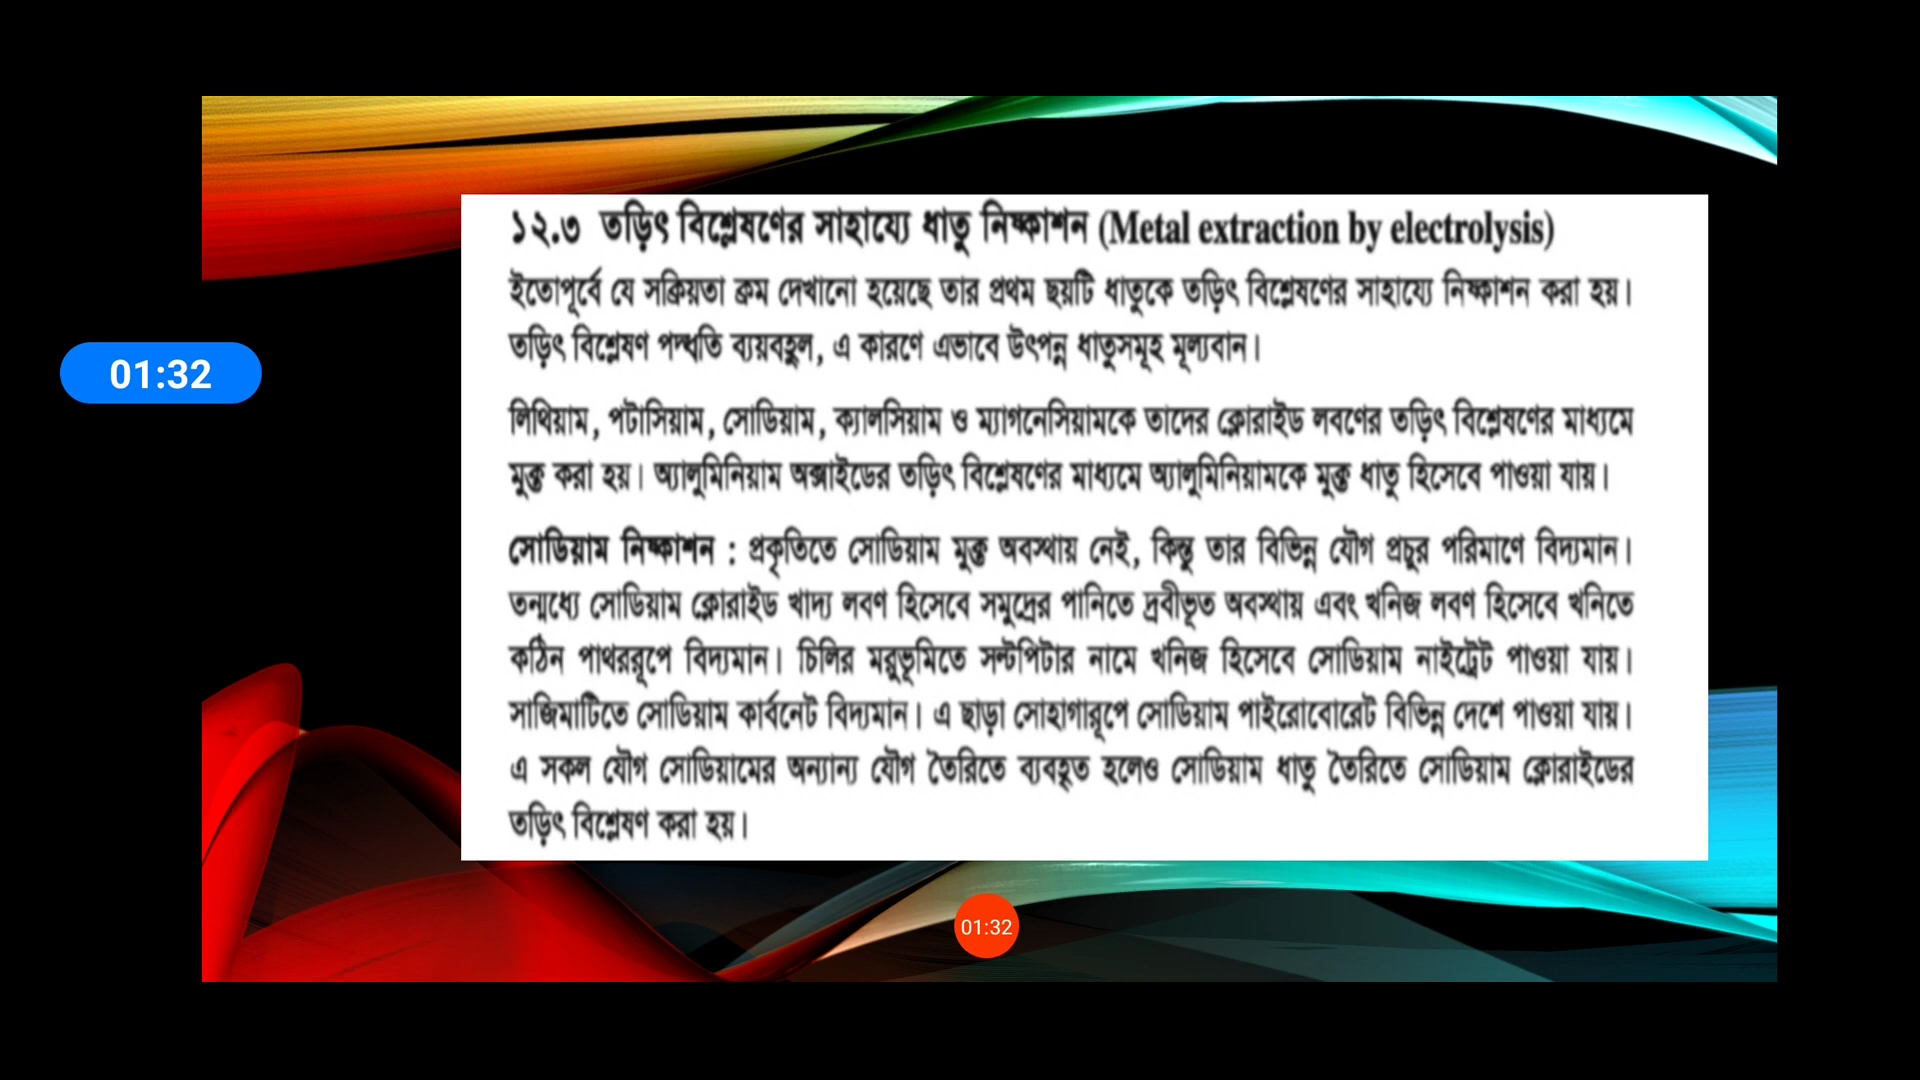 ১২.৩ তড়িৎ বিশ্লেষণের সাহায্যে ধাতু নিষ্কাশন (Metal extraction by electrolysis)
ইতোপূর্বে যে সক্রিয়তা ক্রম দেখানো হয়েছে তার প্রথম ছয়টি ধাতুকে তড়িৎ বিশ্লেষণের সাহায্যে নিষ্কাশন করা হয়।
তড়িৎ বিশ্লেষণ পদ্ধতি ব্যয়বহুল, এ কারণে এভাবে উৎপন্ন ধাতুসমূহ মূল্যবান।
01:32
লিথিয়াম, পটাসিয়াম, সোডিয়াম, ক্যালসিয়াম ও ম্যাগনেসিয়ামকে তাদের ক্লোরাইড লবণের তড়িৎ বিশ্লেষণের মাধ্যমে
মুক্ত করা হয়। অ্যালুমিনিয়াম অক্সাইডের তড়িৎ বিশ্লেষণের মাধ্যমে অ্যালুমিনিয়ামকে মুক্ত ধাতু হিসেবে পাওয়া যায়।
সোডিয়াম নিষ্কাশন : প্রকৃতিতে সোডিয়াম মুক্ত অবস্থায় নেই, কিন্তু তার বিভিন্ন যৌগ প্রচুর পরিমাণে বিদ্যমান।
তন্মধ্যে সোডিয়াম ক্লোরাইড খাদ্য লবণ হিসেবে সমুদ্রের পানিতে দ্রবীভূত অবস্থায় এবং খনিজ লবণ হিসেবে খনিতে
কঠিন পাথররূপে বিদ্যমান। চিলির মরুভূমিতে সল্টপিটার নামে খনিজ হিসেবে সোডিয়াম নাইট্রেট পাওয়া যায়।
সাজিমাটিতে সোডিয়াম কার্বনেট বিদ্যমান। এ ছাড়া সোহাগারূপে সোডিয়াম পাইরোবোরেট বিভিন্ন দেশে পাওয়া যায়।
এ সকল যৌগ সোডিয়ামের অন্যান্য যৌগ তৈরিতে ব্যবহৃত হলেও সোডিয়াম ধাতু তৈরিতে সোডিয়াম ক্লোরাইডের
তড়িৎ বিশ্লেষণ করা হয়।
01:32